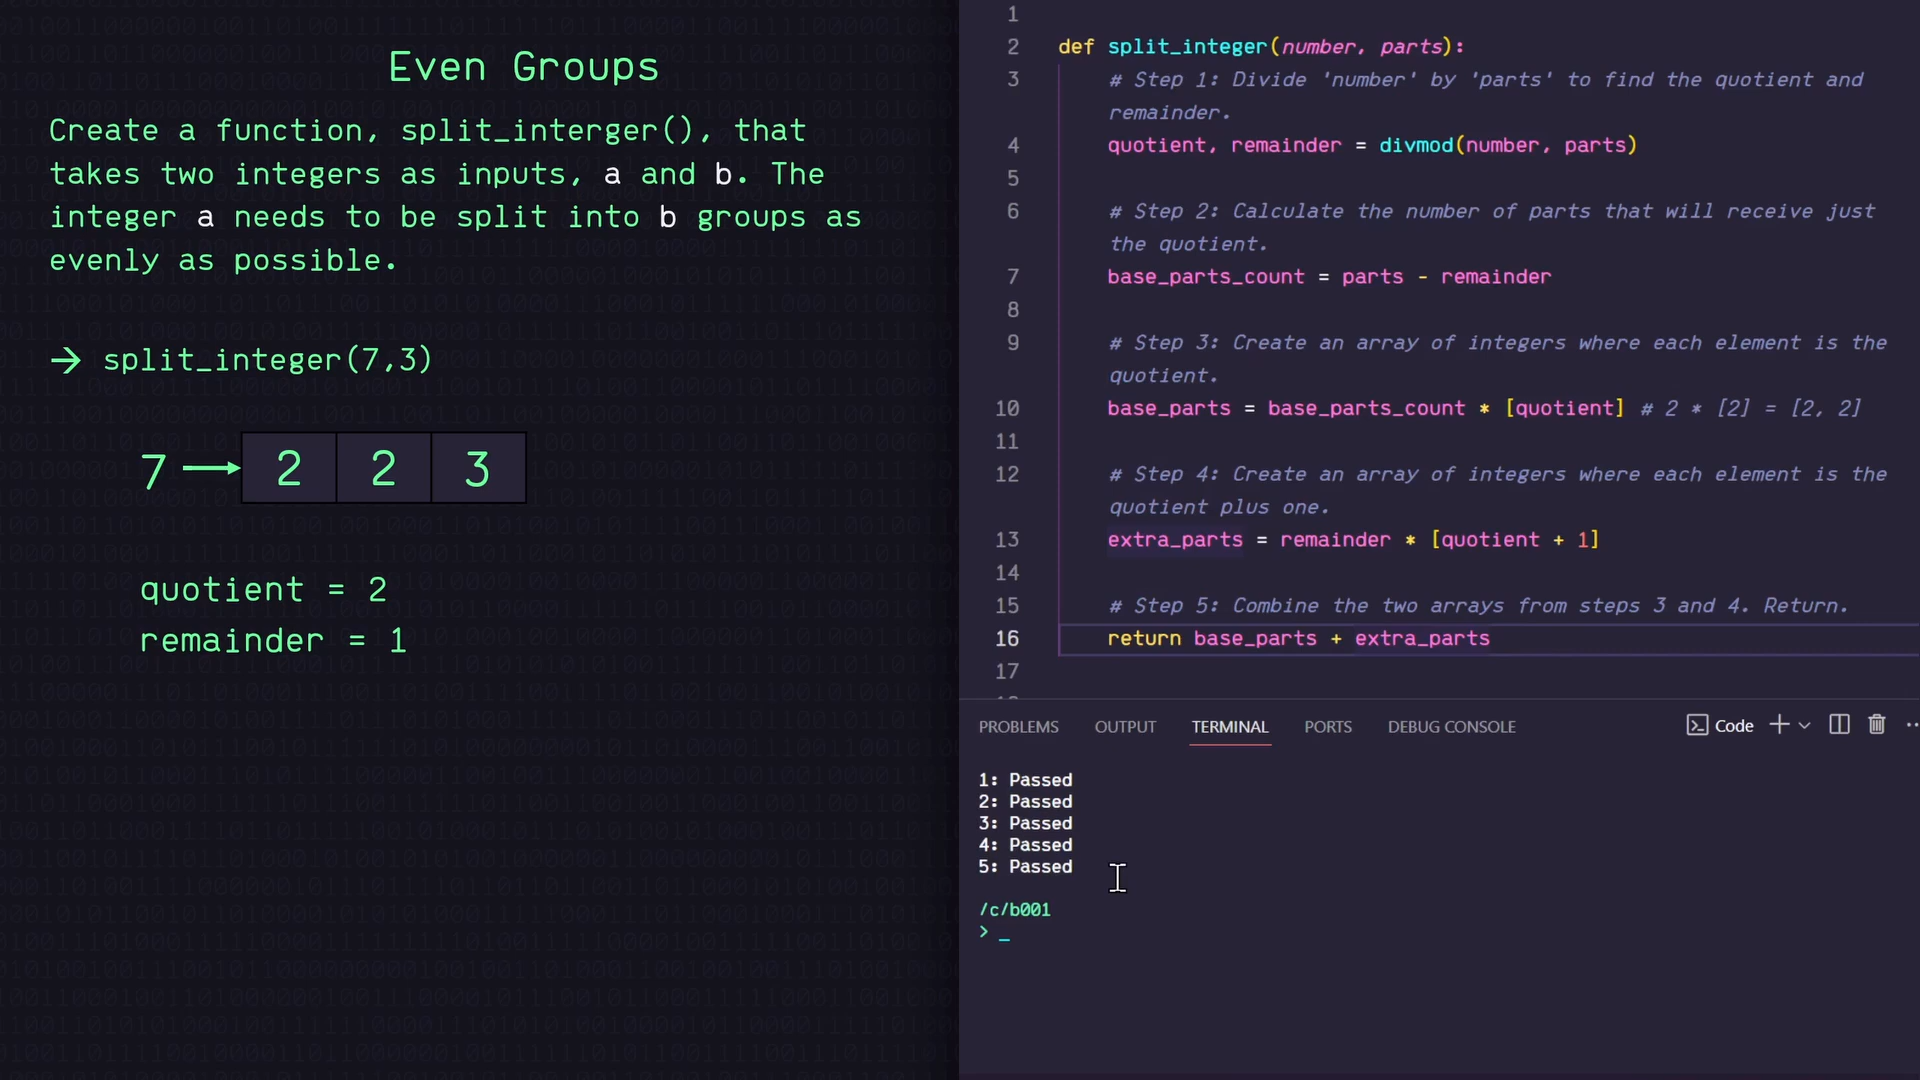 Even Groups
Create a function, split_interger(), that
takes two integers as inputs, a and b. The
integer a needs to be split into b groups as
evenly as possible.
→ split_integer(7,3)
7 → 2 2 3
quotient = 2
remainder = 1
1
2 def split_integer(number, parts):
3 # Step 1: Divide 'number' by 'parts' to find the quotient and
remainder.
4 quotient, remainder = divmod(number, parts)
5
6 # Step 2: Calculate the number of parts that will receive just
the quotient.
7 base_parts_count = parts - remainder
8
9 # Step 3: Create an array of integers where each element is the
quotient.
10 base_parts = base_parts_count * [quotient] # 2 * [2] = [2, 2]
11
12 # Step 4: Create an array of integers where each element is the
quotient plus one.
13 extra_parts = remainder * [quotient + 1]
14
15 # Step 5: Combine the two arrays from steps 3 and 4. Return.
16 return base_parts + extra_parts
17
PROBLEMS OUTPUT TERMINAL PORTS DEBUG CONSOLE Code
1: Passed
2: Passed
3: Passed
4: Passed
5: Passed
/c/b001
> _